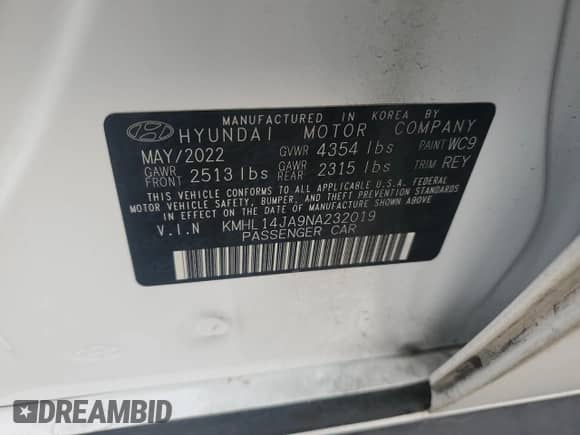 MANUFACTURED IN KOREA BY
HYUNDAI MOTOR COMPANY
MAY/2022 GVWR 4354 lbs PAINT WC9
GAWR FRONT 2513 lbs GAWR REAR 2315 lbs TRIM REY
THIS VEHICLE CONFORMS TO ALL APPLICABLE U.S.A. FEDERAL
MOTOR VEHICLE SAFETY, BUMPER, AND THEFT PREVENTION STANDARDS
IN EFFECT ON THE DATE OF MANUFACTURE SHOWN ABOVE.
V.I.N KMHL14JA9NA232019
PASSENGER CAR
DREAMBID